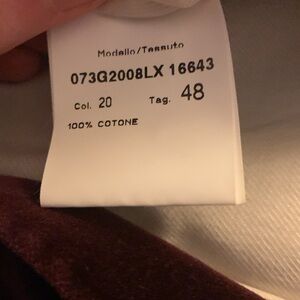 Modello/Tessuto
073G2008LX 16643
Col. 20 Tag. 48
100% COTONE